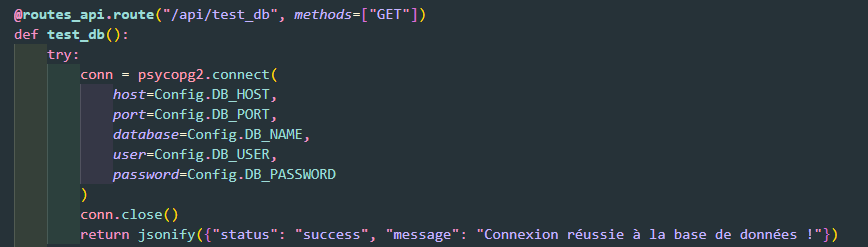 @routes_api.route("/api/test_db", methods=["GET"])
def test_db():
    try:
        conn = psycopg2.connect(
            host=Config.DB_HOST,
            port=Config.DB_PORT,
            database=Config.DB_NAME,
            user=Config.DB_USER,
            password=Config.DB_PASSWORD
        )
        conn.close()
        return jsonify({"status": "success", "message": "Connexion réussie à la base de données !"})